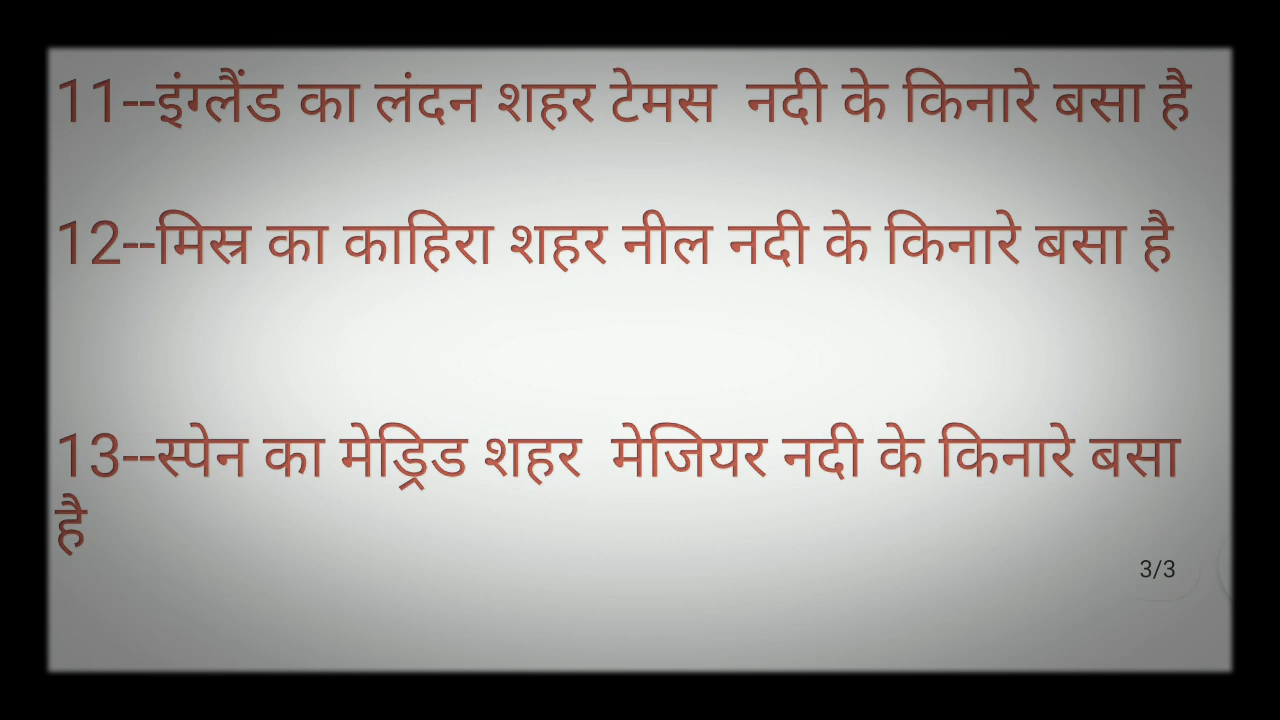 11--इंग्लैंड का लंदन शहर टेमस नदी के किनारे बसा है
12--मिस्र का काहिरा शहर नील नदी के किनारे बसा है
13--स्पेन का मेड्रिड शहर मेजियर नदी के किनारे बसा
है
3/3